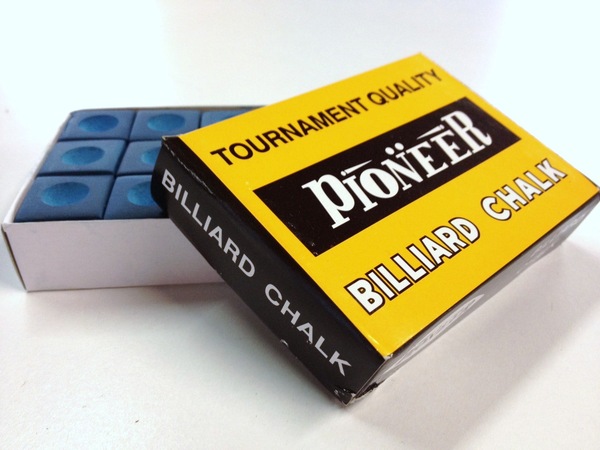 TOURNAMENT QUALITY
PIONEER
BILLIARD CHALK
BILLIARD CHALK